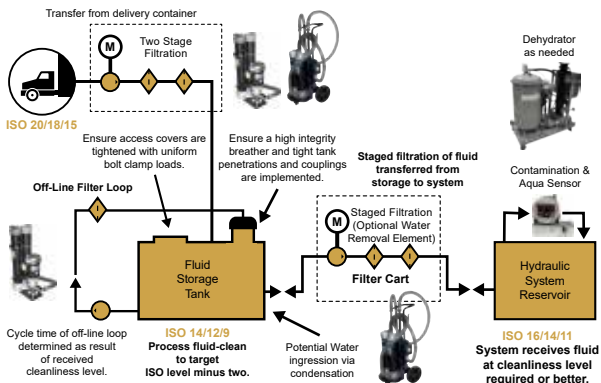 Transfer from delivery container
M
Two Stage
Filtration
Dehydrator
as needed
ISO 20/18/15
Ensure access covers are
tightened with uniform
bolt clamp loads.
Ensure a high integrity
breather and tight tank
penetrations and couplings
are implemented.
Staged filtration of fluid
transferred from
storage to system
Contamination &
Aqua Sensor
Off-Line Filter Loop
M
Staged Filtration
(Optional Water
Removal Element)
Filter Cart
Fluid
Storage
Tank
Hydraulic
System
Reservoir
Cycle time of off-line loop
determined as result
of received
cleanliness level.
ISO 14/12/9
Process fluid-clean
to target
ISO level minus two.
Potential Water
ingression via
condensation
ISO 16/14/11
System receives fluid
at cleanliness level
required or better.